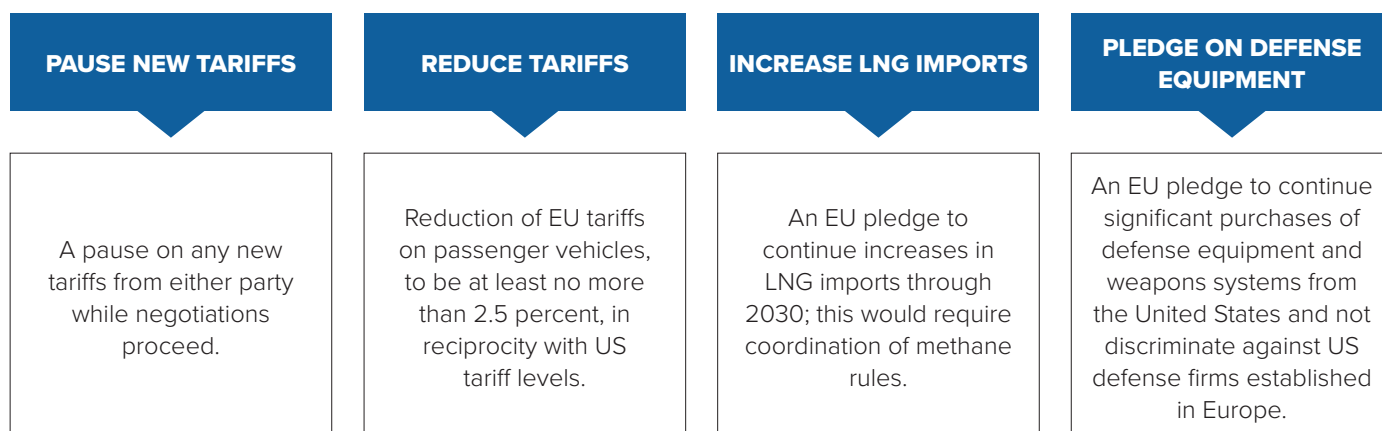 PAUSE NEW TARIFFS
A pause on any new
tariffs from either party
while negotiations
proceed.
REDUCE TARIFFS
Reduction of EU tariffs
on passenger vehicles,
to be at least no more
than 2.5 percent, in
reciprocity with US
tariff levels.
INCREASE LNG IMPORTS
An EU pledge to
continue increases in
LNG imports through
2030; this would require
coordination of methane
rules.
PLEDGE ON DEFENSE
EQUIPMENT
An EU pledge to continue
significant purchases of
defense equipment and
weapons systems from
the United States and not
discriminate against US
defense firms established
in Europe.